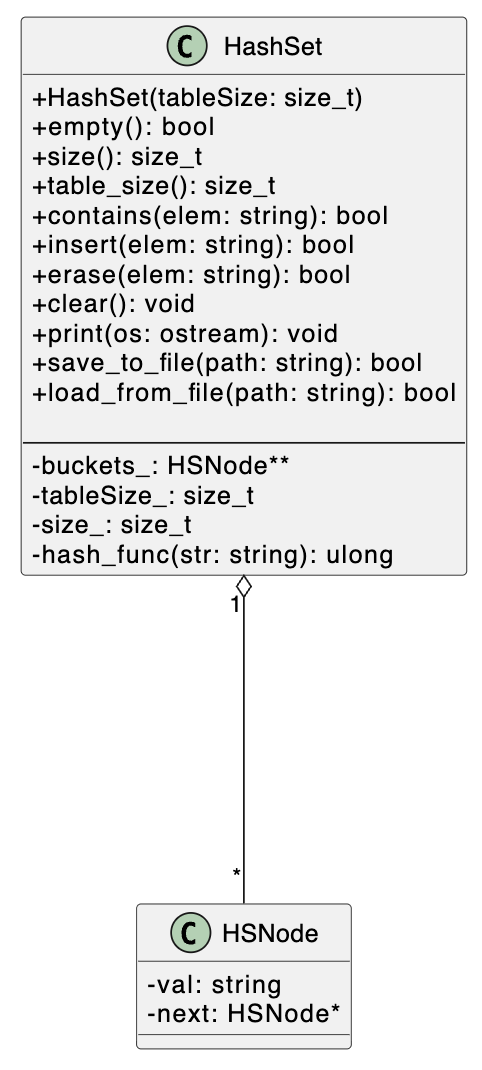 C HashSet
+HashSet(tableSize: size_t)
+empty(): bool
+size(): size_t
+table_size(): size_t
+contains(elem: string): bool
+insert(elem: string): bool
+erase(elem: string): bool
+clear(): void
+print(os: ostream): void
+save_to_file(path: string): bool
+load_from_file(path: string): bool
-buckets_: HSNode**
-tableSize_: size_t
-size_: size_t
-hash_func(str: string): ulong
1
*
C HSNode
-val: string
-next: HSNode*